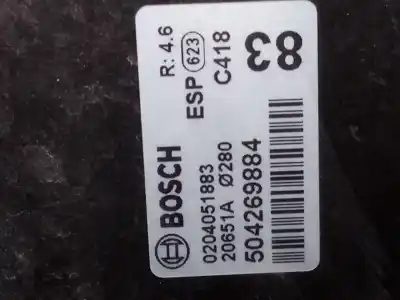 BOSCH
0204051883
20651A Ø280
504269884
R: 4.6
ESP 623
C418
83